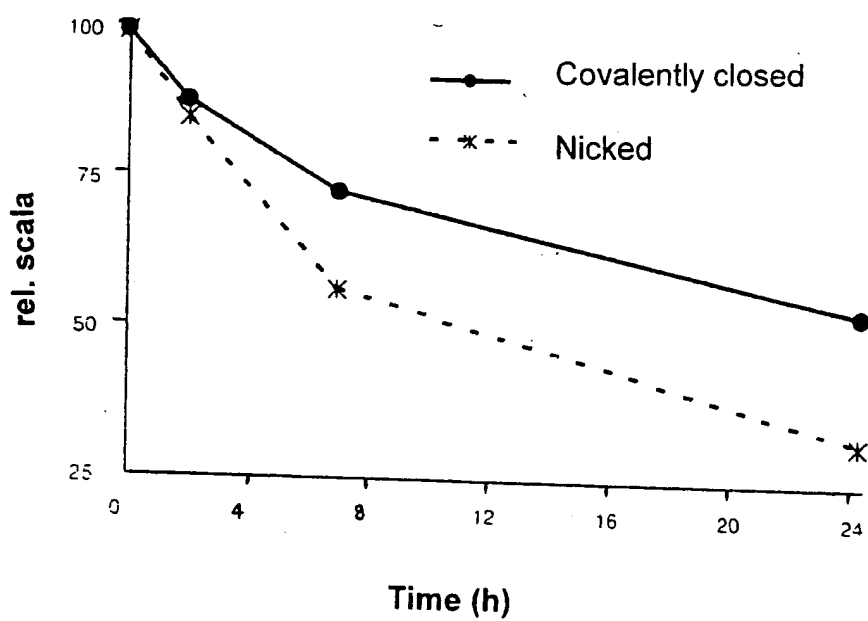 100
Covalently closed
Nicked
75
rel. scala
50
25
0 4 8 12 16 20 24
Time (h)